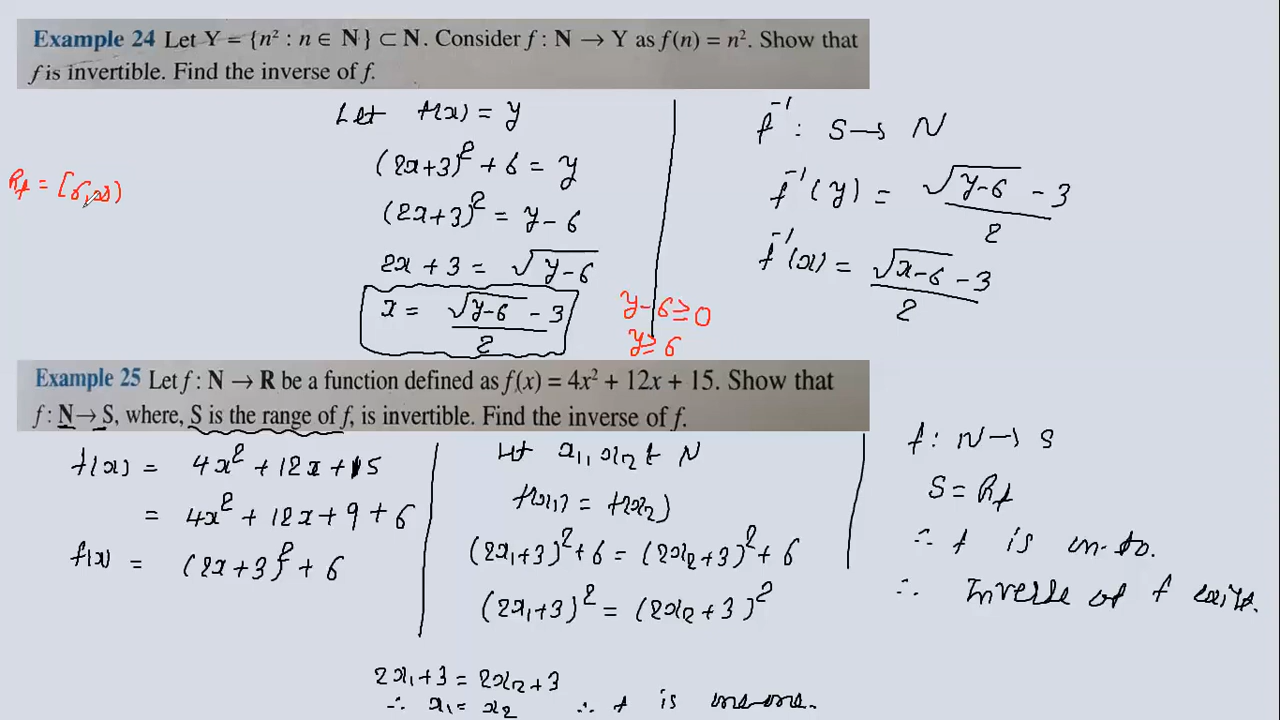 Example 24 Let Y = {n² : n ∈ N} ⊂ N. Consider f : N → Y as f(n) = n². Show that
f is invertible. Find the inverse of f.
Let f(x) = y
(2x+3)² + 6 = y
(2x+3)² = y-6
2x + 3 = √(y-6)
x = (√(y-6) - 3)/2
R_f = [6,∞)
y-6 ≥ 0
y ≥ 6
f⁻¹ : S → N
f⁻¹(y) = (√(y-6) - 3)/2
f⁻¹(x) = (√(x-6) - 3)/2
Example 25 Let f : N → R be a function defined as f(x) = 4x² + 12x + 15. Show that
f : N → S, where, S is the range of f, is invertible. Find the inverse of f.
f(x) = 4x² + 12x + 15
= 4x² + 12x + 9 + 6
f(x) = (2x+3)² + 6
Let x₁, x₂ ∈ N
f(x₁) = f(x₂)
(2x₁+3)² + 6 = (2x₂+3)² + 6
(2x₁+3)² = (2x₂+3)²
2x₁+3 = 2x₂+3
∴ x₁ = x₂ ∴ f is one-one.
f : N → S
S = R_f
∴ f is on-to.
∴ Inverse of f exists.